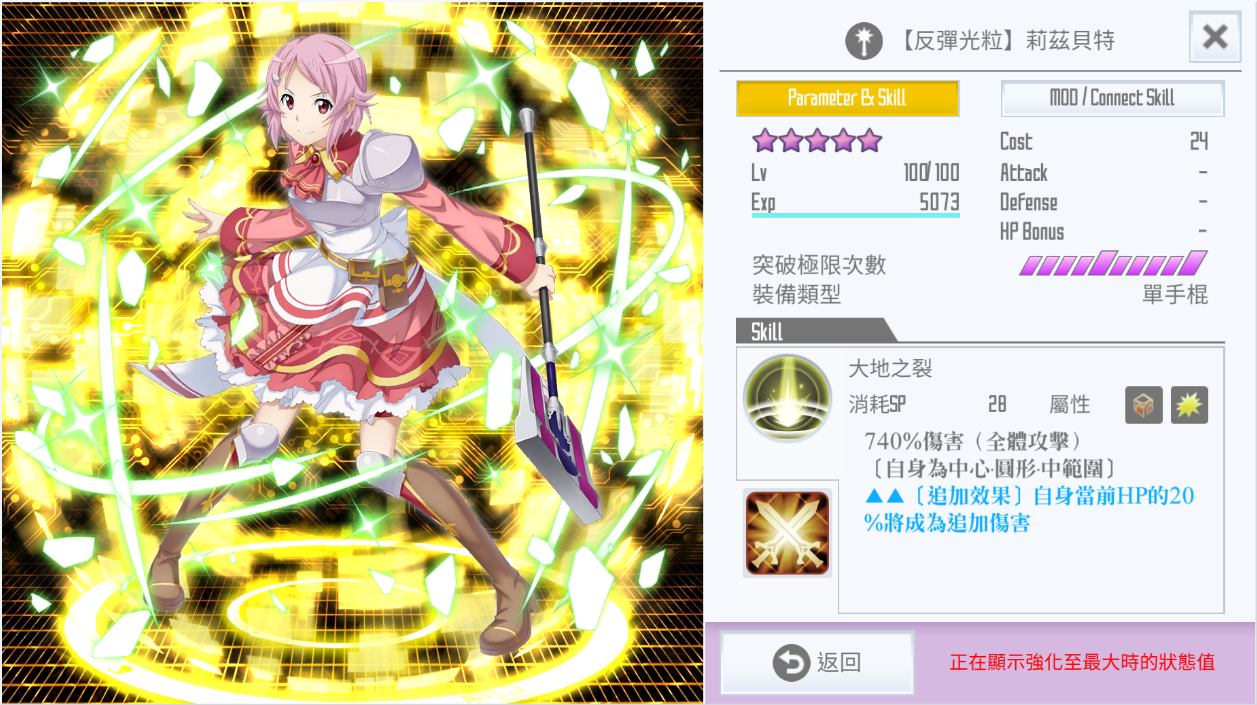 【反彈光粒】莉茲貝特
Parameter & Skill
MOD / Connect Skill
Lv 100/100
Exp 5073
Cost 24
Attack -
Defense -
HP Bonus -
突破極限次數
裝備類型 單手棍
Skill
大地之裂
消耗SP 28 屬性
740%傷害（全體攻擊）
〔自身為中心·圓形·中範圍〕
▲▲〔追加效果〕自身當前HP的20
%將成為追加傷害
返回
正在顯示強化至最大時的狀態值